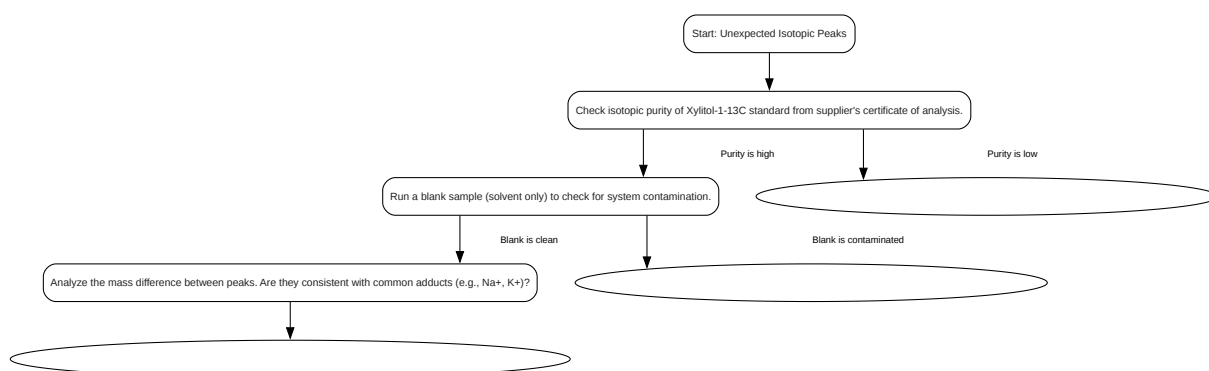 Start: Unexpected Isotopic Peaks
Check isotopic purity of Xylitol-1-13C standard from supplier's certificate of analysis.
Purity is high
Purity is low
Run a blank sample (solvent only) to check for system contamination.
Blank is clean
Blank is contaminated
Analyze the mass difference between peaks. Are they consistent with common adducts (e.g., Na+, K+)?